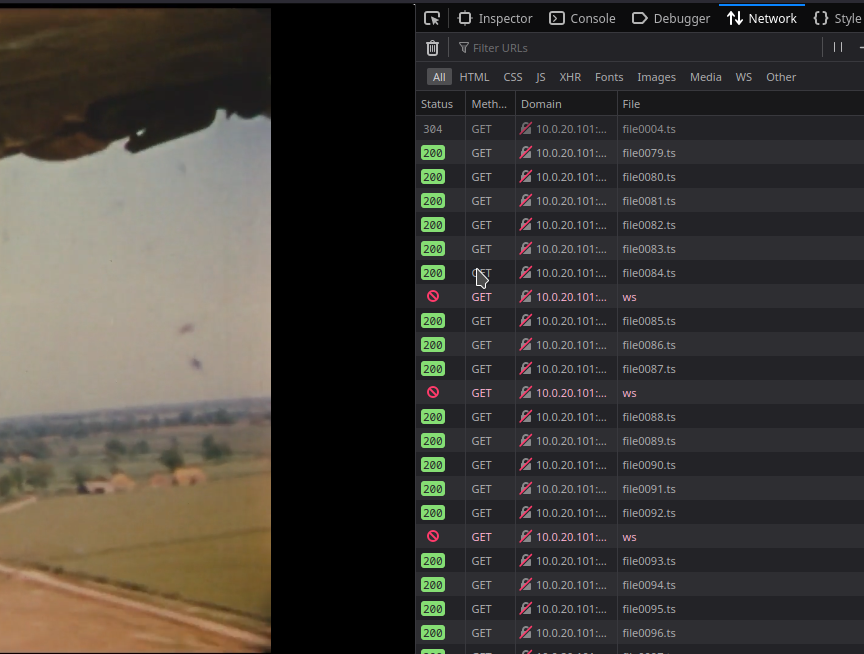 Inspector Console Debugger Network Style
Filter URLs
All HTML CSS JS XHR Fonts Images Media WS Other
Status Meth... Domain File
304 GET 10.0.20.101:... file0004.ts
200 GET 10.0.20.101:... file0079.ts
200 GET 10.0.20.101:... file0080.ts
200 GET 10.0.20.101:... file0081.ts
200 GET 10.0.20.101:... file0082.ts
200 GET 10.0.20.101:... file0083.ts
200 GET 10.0.20.101:... file0084.ts
GET 10.0.20.101:... ws
200 GET 10.0.20.101:... file0085.ts
200 GET 10.0.20.101:... file0086.ts
200 GET 10.0.20.101:... file0087.ts
GET 10.0.20.101:... ws
200 GET 10.0.20.101:... file0088.ts
200 GET 10.0.20.101:... file0089.ts
200 GET 10.0.20.101:... file0090.ts
200 GET 10.0.20.101:... file0091.ts
200 GET 10.0.20.101:... file0092.ts
GET 10.0.20.101:... ws
200 GET 10.0.20.101:... file0093.ts
200 GET 10.0.20.101:... file0094.ts
200 GET 10.0.20.101:... file0095.ts
200 GET 10.0.20.101:... file0096.ts